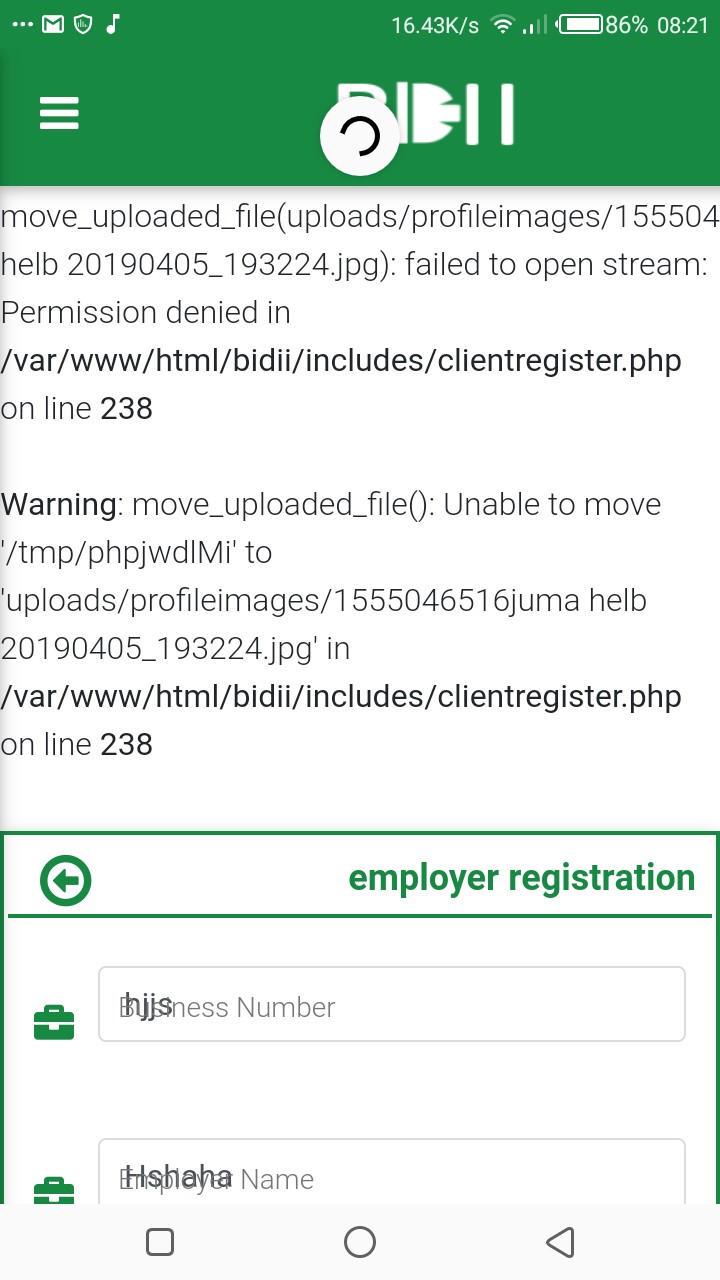 16.43K/s 86% 08:21
BIDII
move_uploaded_file(uploads/profileimages/155504
helb 20190405_193224.jpg): failed to open stream:
Permission denied in
/var/www/html/bidii/includes/clientregister.php
on line 238
Warning: move_uploaded_file(): Unable to move
'/tmp/phpjwdlMi' to
'uploads/profileimages/1555046516juma helb
20190405_193224.jpg' in
/var/www/html/bidii/includes/clientregister.php
on line 238
employer registration
hjjs
Business Number
Hshaha
Employer Name